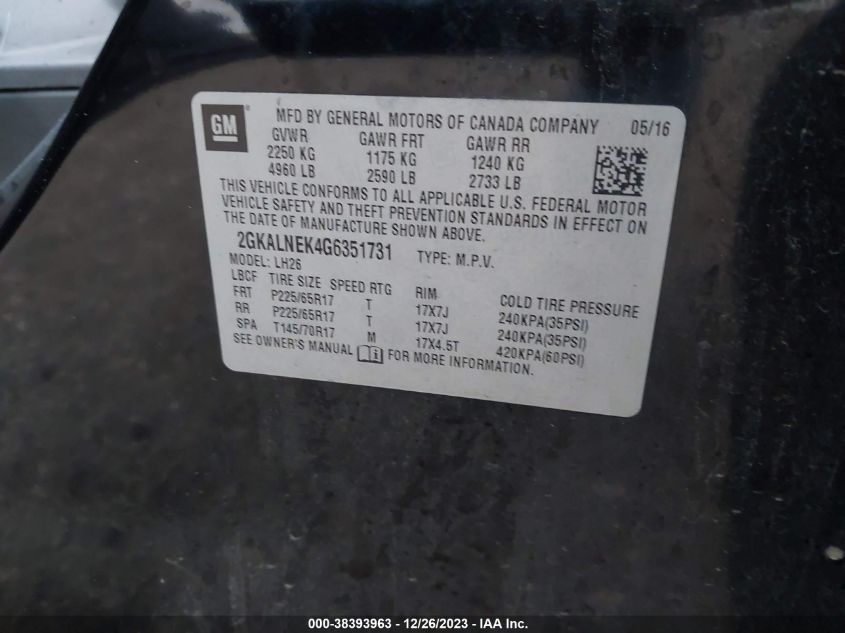 GM
MFD BY GENERAL MOTORS OF CANADA COMPANY 05/16
GVWR GAWR FRT GAWR RR
2250 KG 1175 KG 1240 KG
4960 LB 2590 LB 2733 LB
THIS VEHICLE CONFORMS TO ALL APPLICABLE U.S. FEDERAL MOTOR
VEHICLE SAFETY AND THEFT PREVENTION STANDARDS IN EFFECT ON
THE DATE OF MANUFACTURE SHOWN ABOVE.
2GKALNEK4G6351731 TYPE: M.P.V.
MODEL: LH26
LBCF TIRE SIZE SPEED RTG RIM COLD TIRE PRESSURE
FRT P225/65R17 T 17X7J 240KPA(35PSI)
RR P225/65R17 T 17X7J 240KPA(35PSI)
SPA T145/70R17 M 17X4.5T 420KPA(60PSI)
SEE OWNER'S MANUAL i FOR MORE INFORMATION.
000-38393963 - 12/26/2023 - IAA Inc.